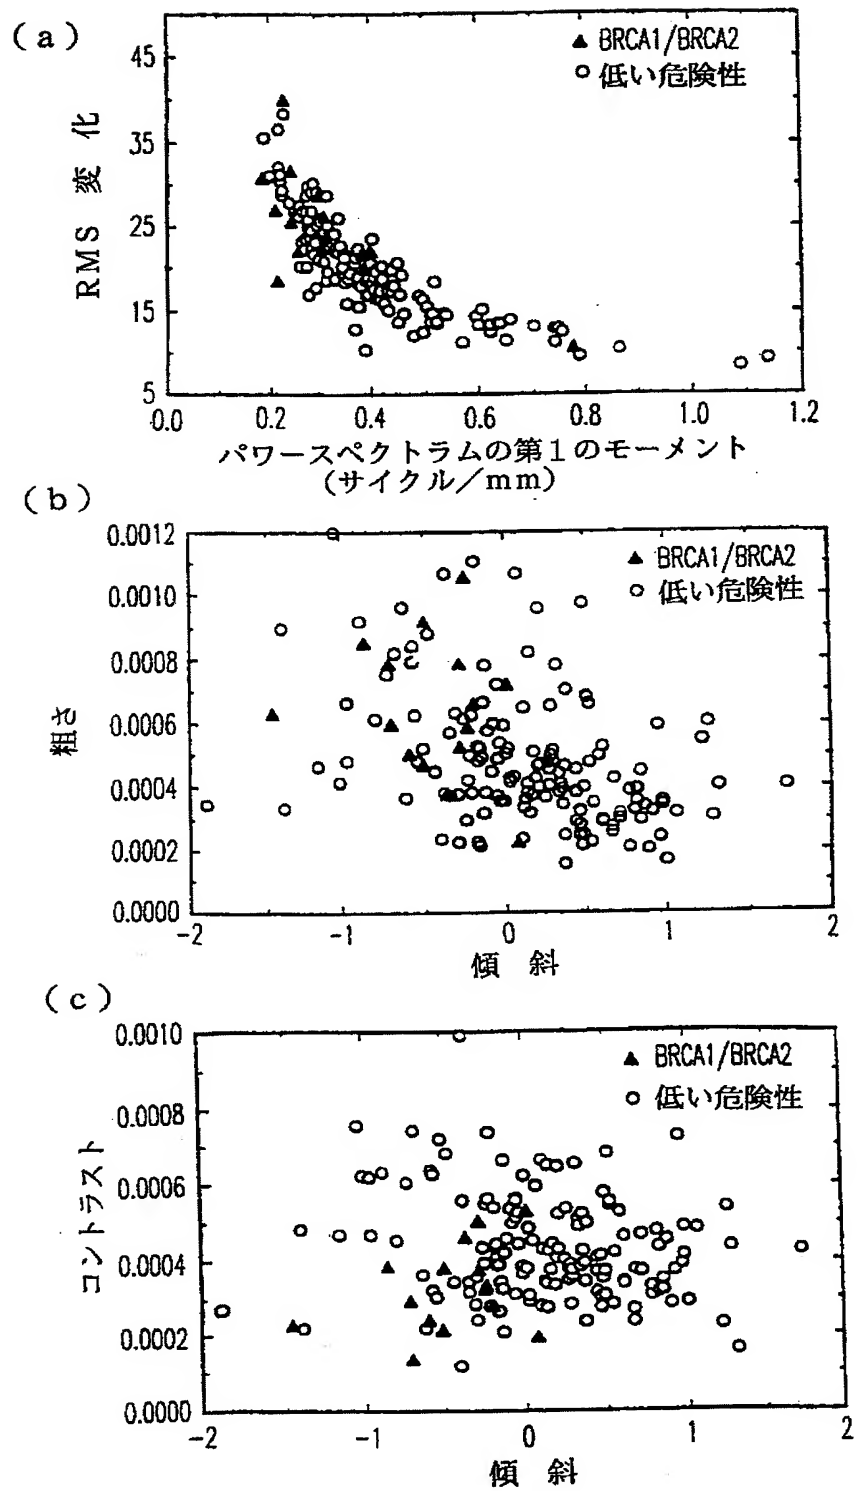 (a)
45
35
25
15
5
RMS 変化
▲ BRCA1/BRCA2
○ 低い危険性
0.0 0.2 0.4 0.6 0.8 1.0 1.2
パワースペクトラムの第1のモーメント
(サイクル/mm)
(b)
0.0012
0.0010
0.0008
0.0006
0.0004
0.0002
0.0000
粗さ
▲ BRCA1/BRCA2
○ 低い危険性
-2 -1 0 1 2
傾斜
(c)
0.0010
0.0008
0.0006
0.0004
0.0002
0.0000
コントラスト
▲ BRCA1/BRCA2
○ 低い危険性
-2 -1 0 1 2
傾斜